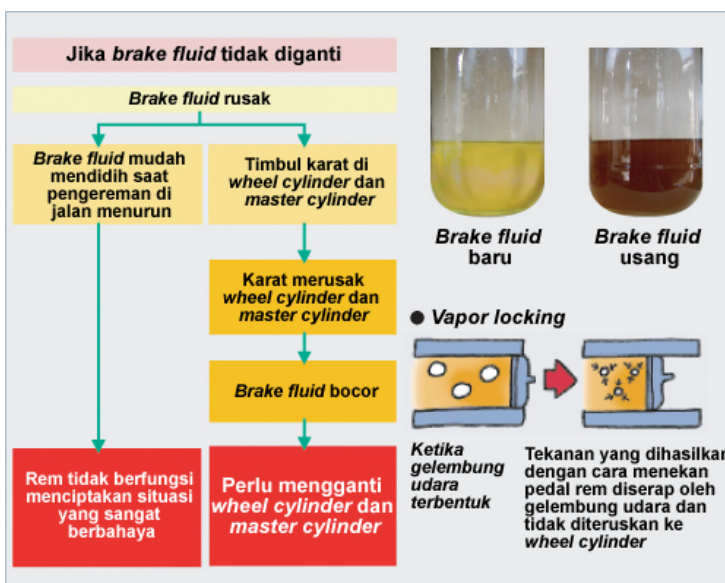 Jika brake fluid tidak diganti
Brake fluid rusak
Brake fluid mudah
mendidih saat
pengereman di
jalan menurun
Timbul karat di
wheel cylinder dan
master cylinder
Karat merusak
wheel cylinder dan
master cylinder
Brake fluid bocor
Rem tidak berfungsi
menciptakan situasi
yang sangat
berbahaya
Perlu mengganti
wheel cylinder dan
master cylinder
Brake fluid
baru
Brake fluid
usang
● Vapor locking
Ketika
gelembung
udara
terbentuk
Tekanan yang dihasilkan
dengan cara menekan
pedal rem diserap oleh
gelembung udara dan
tidak diteruskan ke
wheel cylinder